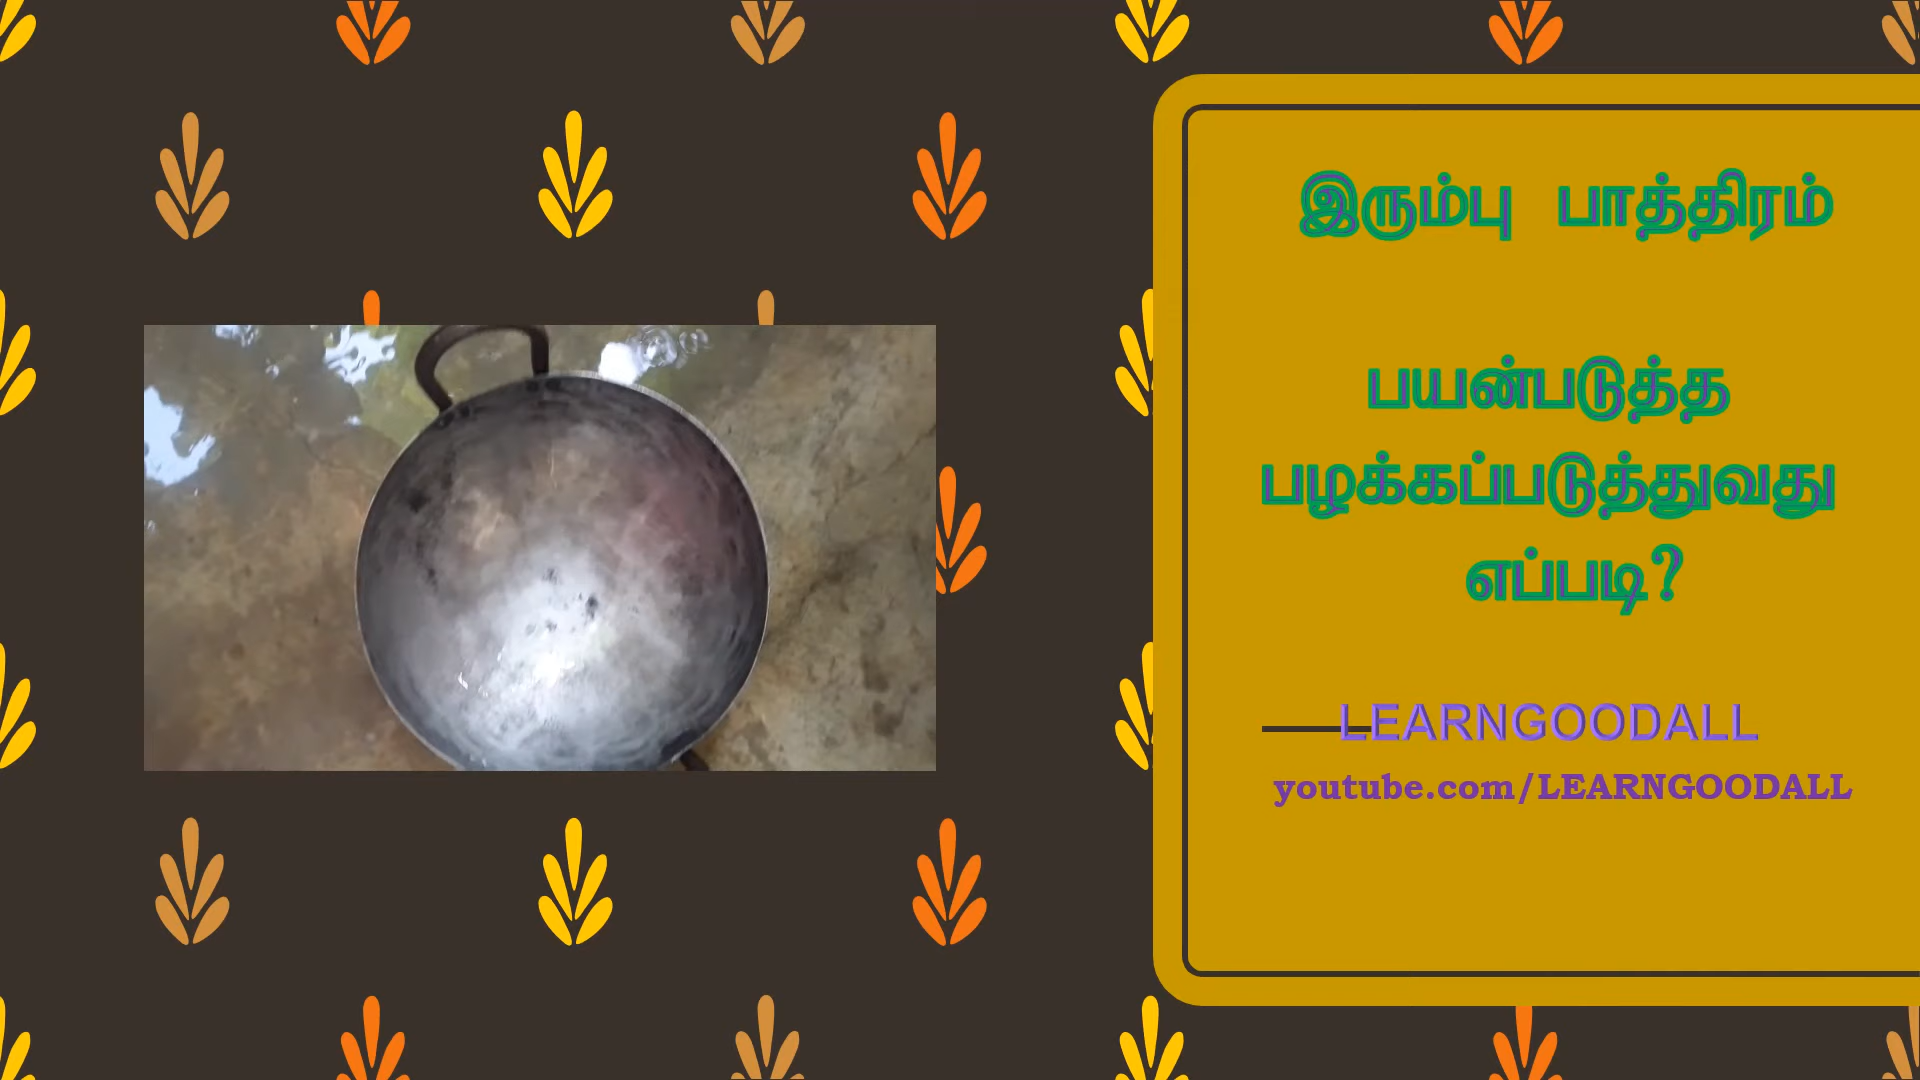 இரும்பு பாத்திரம்
பயன்படுத்த
பழக்கப்படுத்துவது
எப்படி?
LEARNGOODALL
youtube.com/LEARNGOODALL